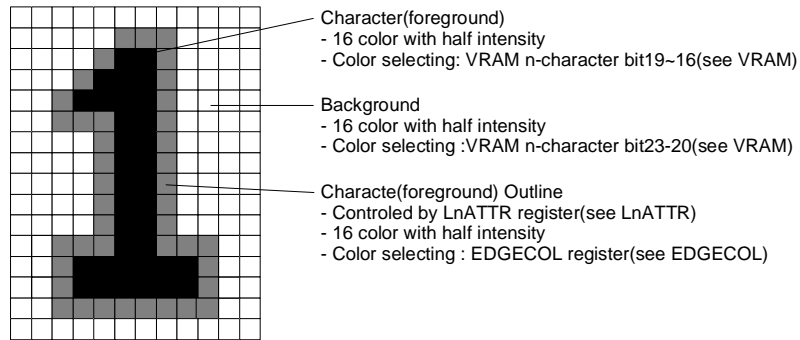 Character(foreground)
- 16 color with half intensity
- Color selecting: VRAM n-character bit19~16(see VRAM)
Background
- 16 color with half intensity
- Color selecting :VRAM n-character bit23-20(see VRAM)
Characte(foreground) Outline
- Controled by LnATTR register(see LnATTR)
- 16 color with half intensity
- Color selecting : EDGECOL register(see EDGECOL)
1